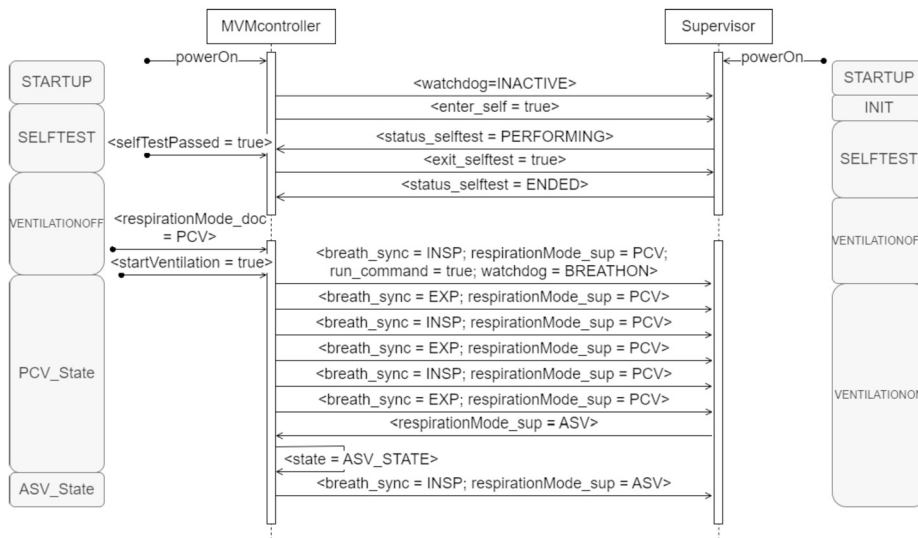 MVMcontroller
Supervisor
powerOn
powerOn
STARTUP
STARTUP
<watchdog=INACTIVE>
<enter_self = true>
INIT
SELFTEST
<selfTestPassed = true>
<status_selftest = PERFORMING>
<exit_selftest = true>
SELFTEST
<status_selftest = ENDED>
VENTILATIONOFF
<respirationMode_doc
= PCV>
VENTILATIONOF
<startVentilation = true>
<breath_sync = INSP; respirationMode_sup = PCV;
run_command = true; watchdog = BREATHON>
<breath_sync = EXP; respirationMode_sup = PCV>
<breath_sync = INSP; respirationMode_sup = PCV>
<breath_sync = EXP; respirationMode_sup = PCV>
PCV_State
<breath_sync = INSP; respirationMode_sup = PCV>
VENTILATIONON
<breath_sync = EXP; respirationMode_sup = PCV>
<respirationMode_sup = ASV>
<state = ASV_STATE>
ASV_State
<breath_sync = INSP; respirationMode_sup = ASV>